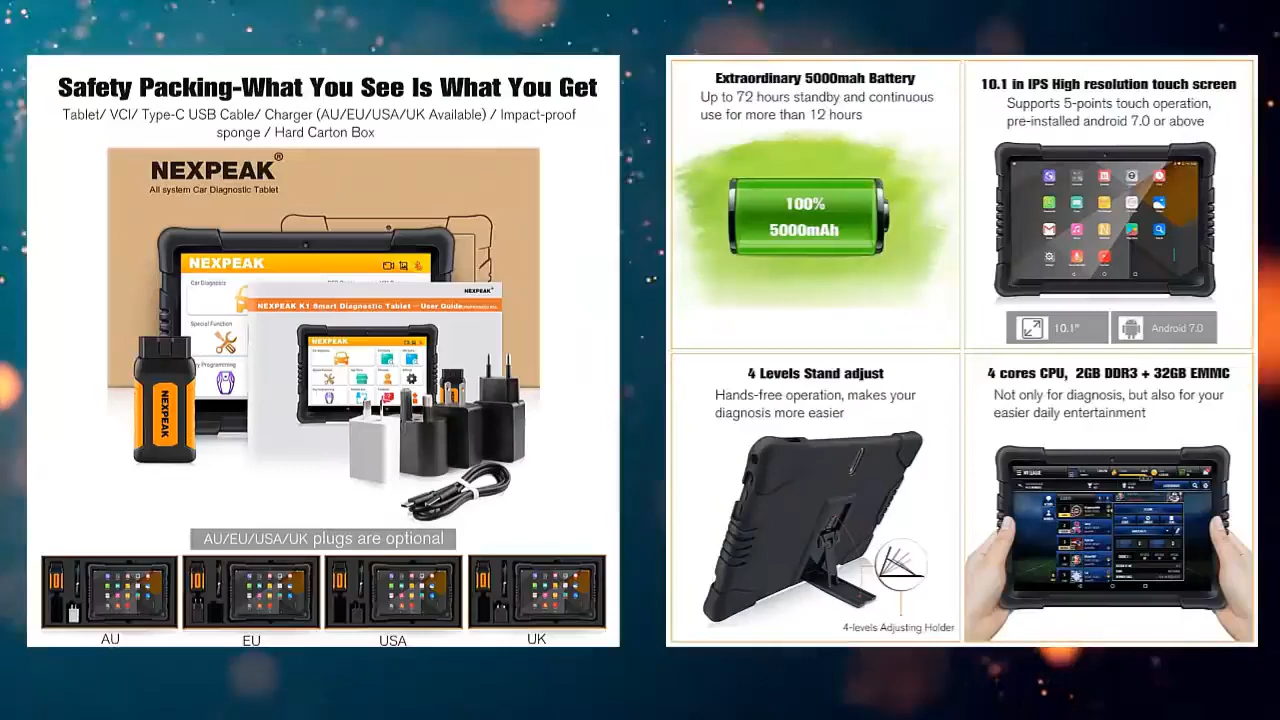 Safety Packing-What You See Is What You Get
Tablet/ VCI/ Type-C USB Cable/ Charger (AU/EU/USA/UK Available) / Impact-proof
sponge / Hard Carton Box
NEXPEAK®
All system Car Diagnostic Tablet
NEXPEAK
Car Diagnosis
Special Function
NEXPEAK
NEXPEAK K1 Smart Diagnostic Tablet — User Guide
NEXPEAK
NEXPEAK
AU/EU/USA/UK plugs are optional
AU
EU
USA
UK
Extraordinary 5000mah Battery
Up to 72 hours standby and continuous
use for more than 12 hours
100%
5000mAh
10.1 in IPS High resolution touch screen
Supports 5-points touch operation,
pre-installed android 7.0 or above
10.1"
Android 7.0
4 Levels Stand adjust
Hands-free operation, makes your
diagnosis more easier
4-levels Adjusting Holder
4 cores CPU, 2GB DDR3 + 32GB EMMC
Not only for diagnosis, but also for your
easier daily entertainment